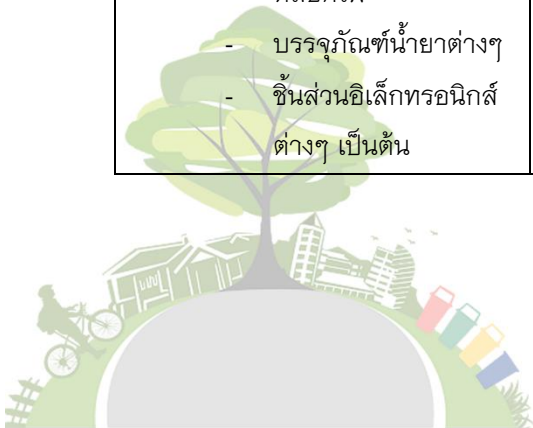 - บรรจุภัณฑ์น้ำยาต่างๆ
- ชิ้นส่วนอิเล็กทรอนิกส์
ต่างๆ เป็นต้น